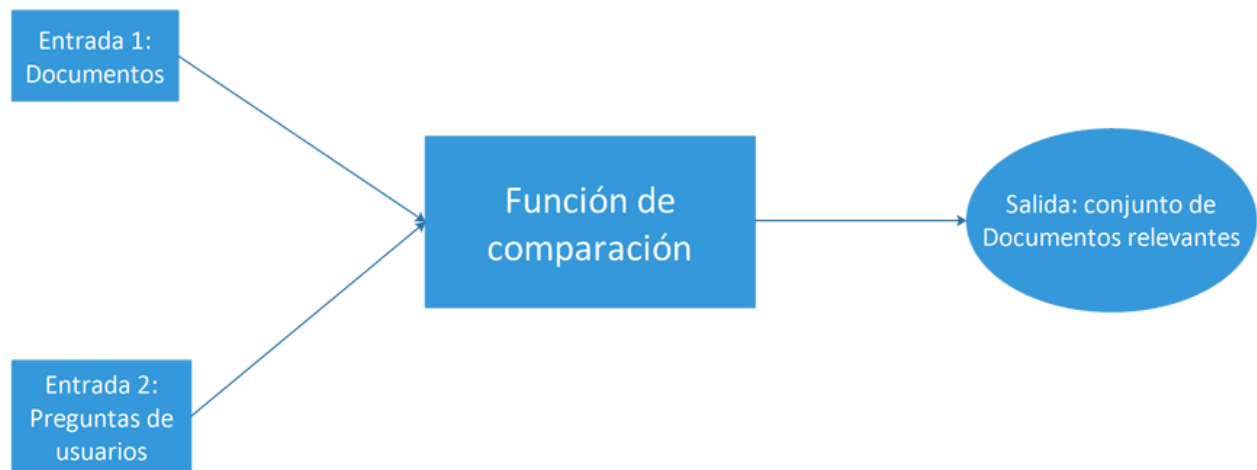 Entrada 1:
Documentos
Función de
comparación
Salida: conjunto de
Documentos relevantes
Entrada 2:
Preguntas de
usuarios